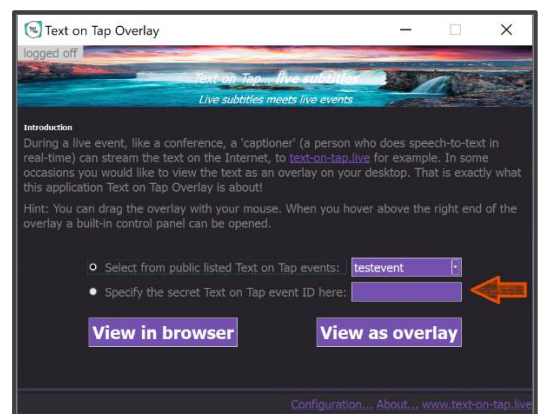 Text on Tap Overlay
logged off
Text on Tap... live subtitles
Live subtitles meets live events
Introduction
During a live event, like a conference, a 'captioner' (a person who does speech-to-text in
real-time) can stream the text on the Internet, to text-on-tap.live for example. In some
occasions you would like to view the text as an overlay on your desktop. That is exactly what
this application Text on Tap Overlay is about!
Hint: You can drag the overlay with your mouse. When you hover above the right end of the
overlay a built-in control panel can be opened.
Select from public listed Text on Tap events: testevent
Specify the secret Text on Tap event ID here:
View in browser View as overlay
Configuration... About... www.text-on-tap.live